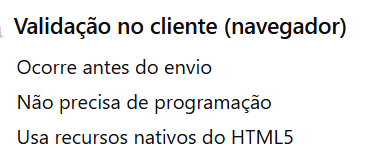 Validação no cliente (navegador)
Ocorre antes do envio
Não precisa de programação
Usa recursos nativos do HTML5